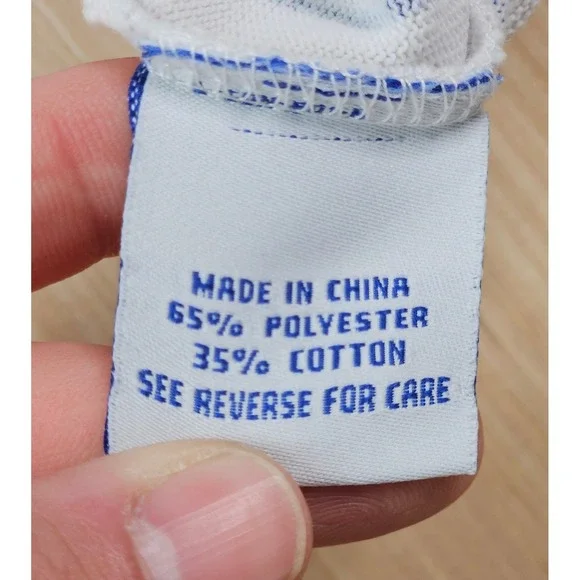 MADE IN CHINA
65% POLYESTER
35% COTTON
SEE REVERSE FOR CARE